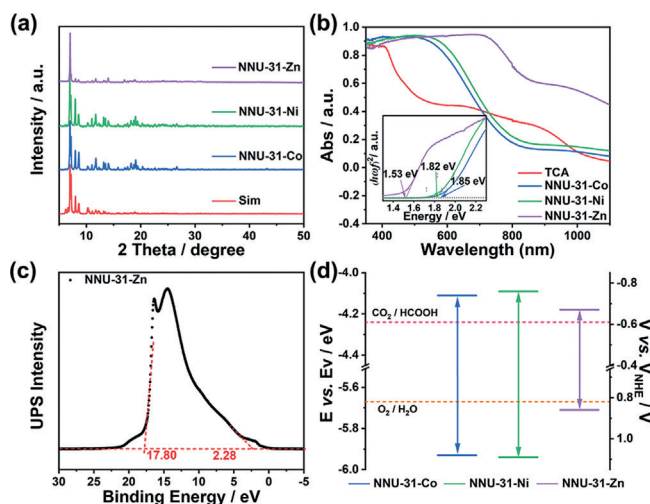 (a)
NNU-31-Zn
NNU-31-Ni
NNU-31-Co
Sim
Intensity / a.u.
5 10 20 30 40 50
2 Theta / degree
(b)
1.0
0.8
0.6
0.4
0.2
0.0
-0.2
-0.4
Abs / a.u.
400 600 800 1000
Wavelength (nm)
(hvαf)² / a.u.
1.53 eV
1.82 eV
1.85 eV
1.4 1.6 1.8 2.0 2.2
Energy / eV
TCA
NNU-31-Co
NNU-31-Ni
NNU-31-Zn
(c)
NNU-31-Zn
UPS Intensity
17.80
2.28
30 25 20 15 10 5 0 -5
Binding Energy / eV
(d)
-4.0
-4.2
-4.4
-5.6
-5.8
-6.0
E vs. Ev / eV
CO2 / HCOOH
O2 / H2O
-0.8
-0.6
-0.4
0.8
1.0
V vs. VNHE / V
NNU-31-Co NNU-31-Ni NNU-31-Zn